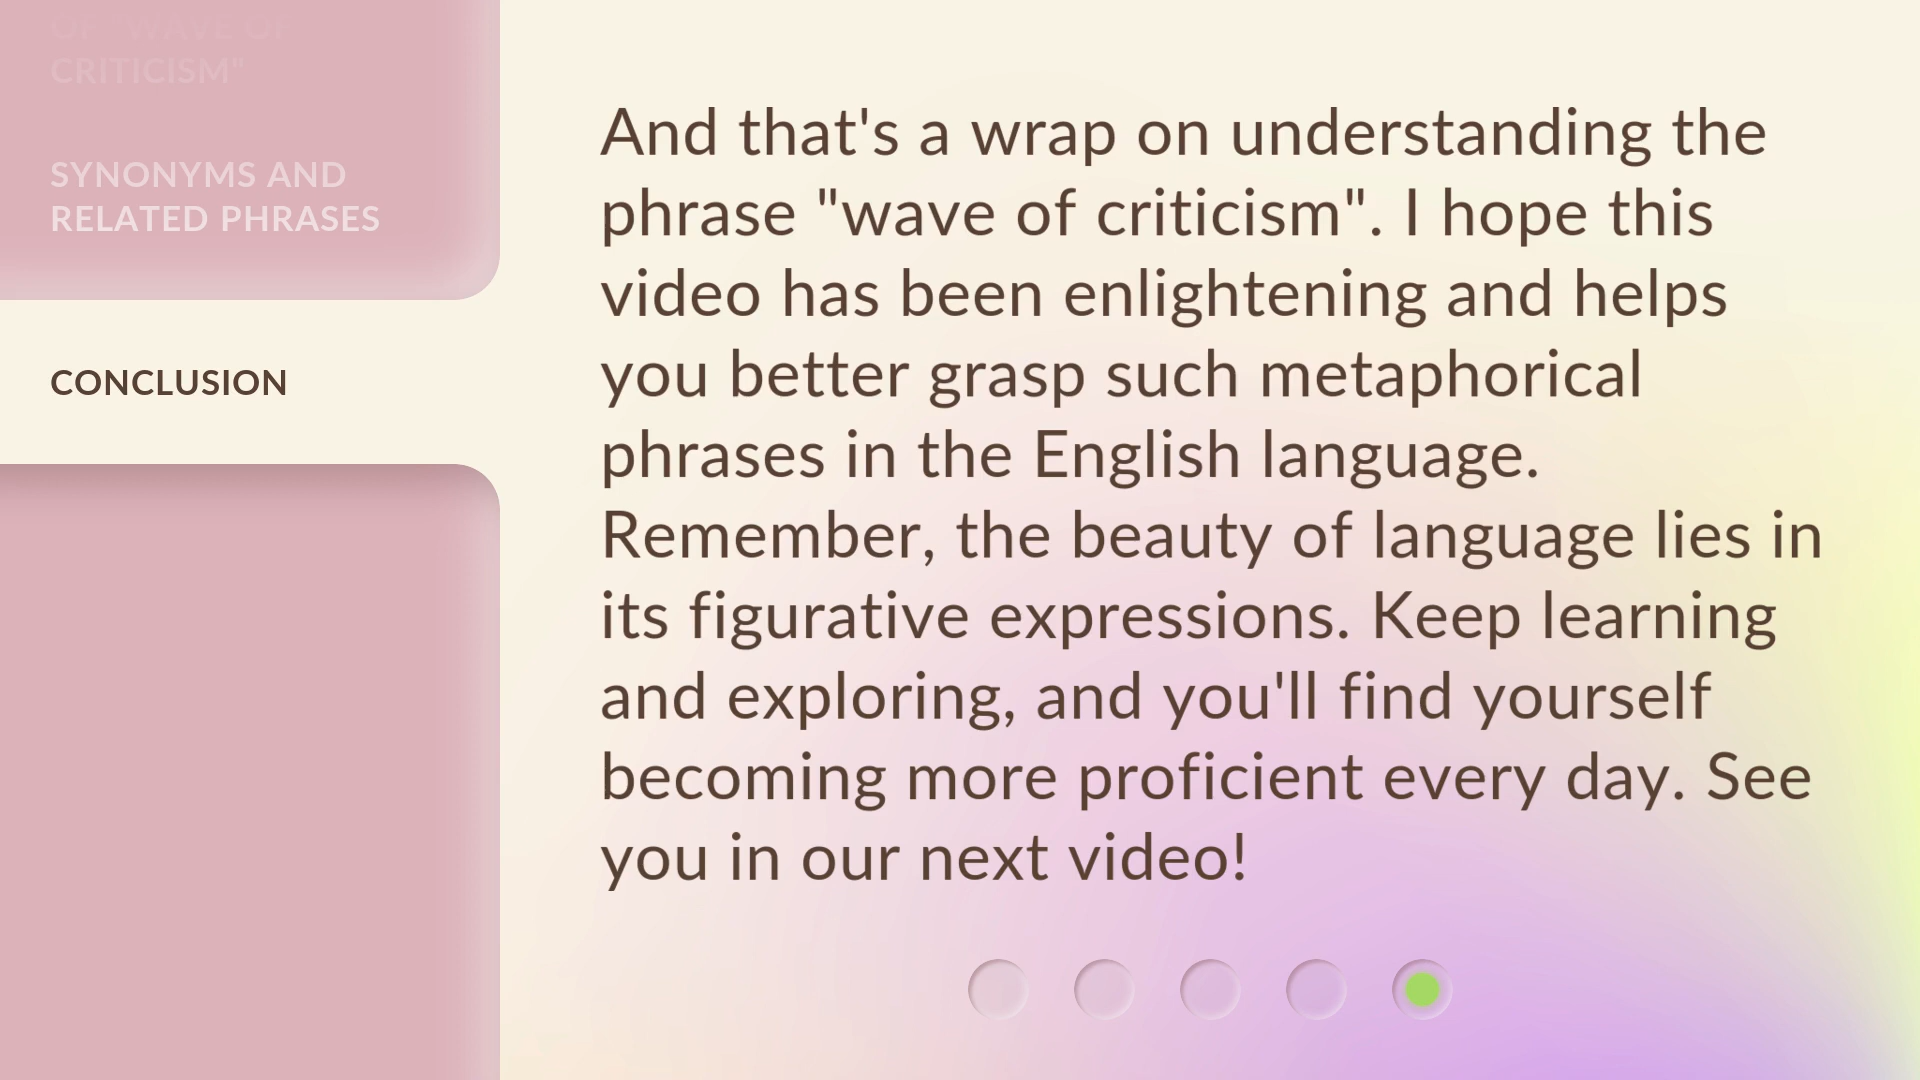 OF "WAVE OF
CRITICISM"
SYNONYMS AND
RELATED PHRASES
CONCLUSION
And that's a wrap on understanding the
phrase "wave of criticism". I hope this
video has been enlightening and helps
you better grasp such metaphorical
phrases in the English language.
Remember, the beauty of language lies in
its figurative expressions. Keep learning
and exploring, and you'll find yourself
becoming more proficient every day. See
you in our next video!